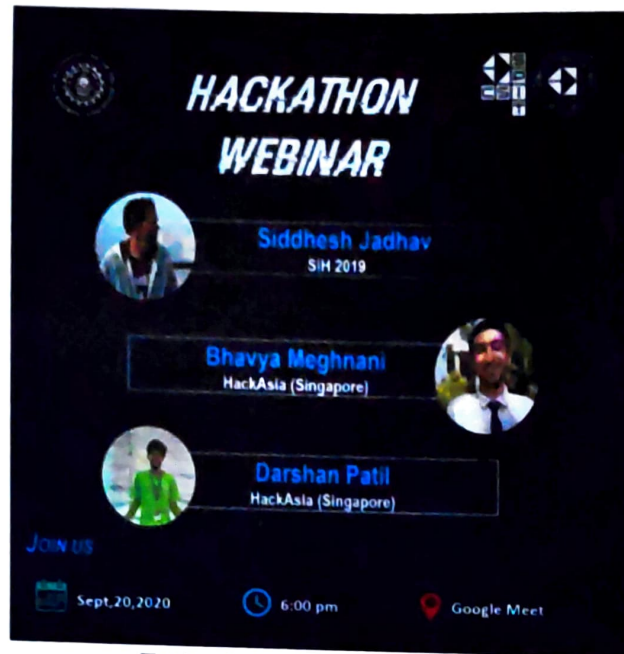 HACKATHON
WEBINAR
Siddhesh Jadhav
SIH 2019
Bhavya Meghnani
HackAsia (Singapore)
Darshan Patil
HackAsia (Singapore)
JOIN US
Sept,20,2020
6:00 pm
Google Meet